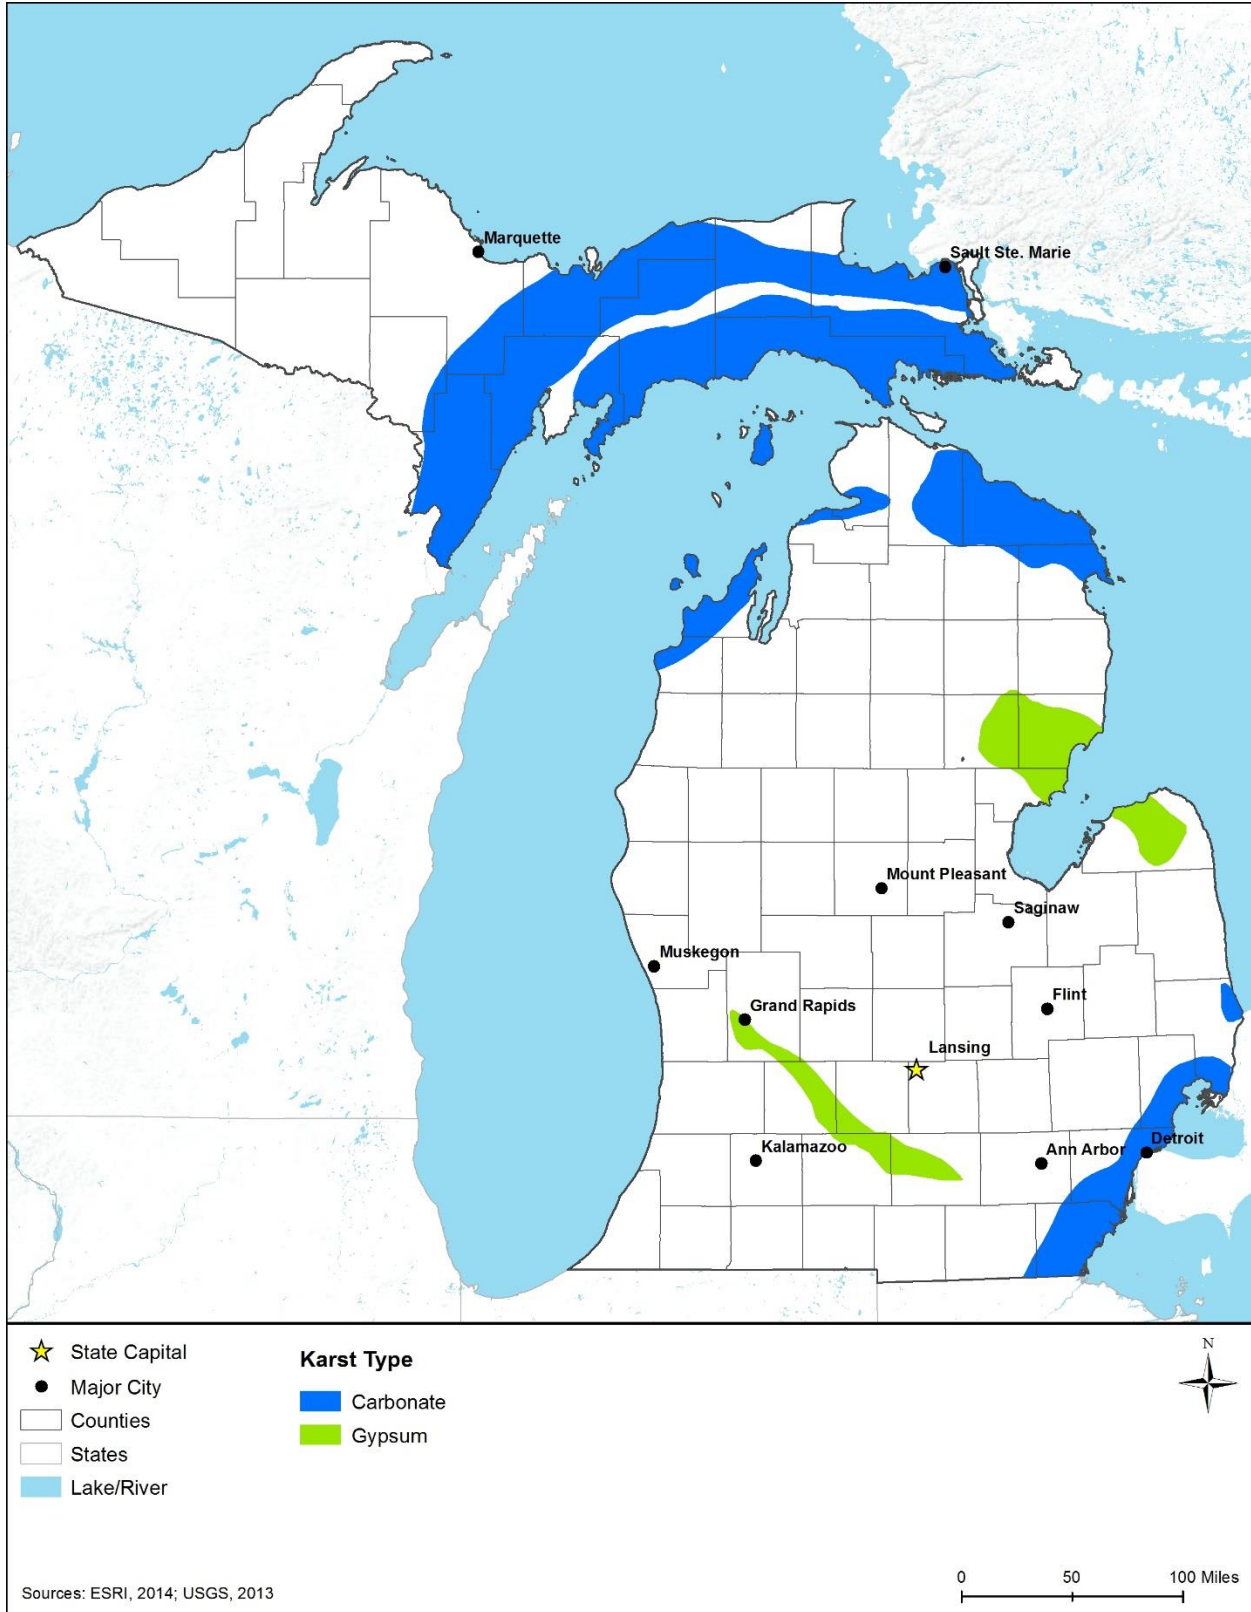 Marquette
Sault Ste. Marie
Mount Pleasant
Saginaw
Muskegon
Flint
Grand Rapids
Lansing
Kalamazoo
Ann Arbor
Detroit
State Capital
Major City
Counties
States
Lake/River
Karst Type
Carbonate
Gypsum
N
Sources: ESRI, 2014; USGS, 2013
0 50 100 Miles